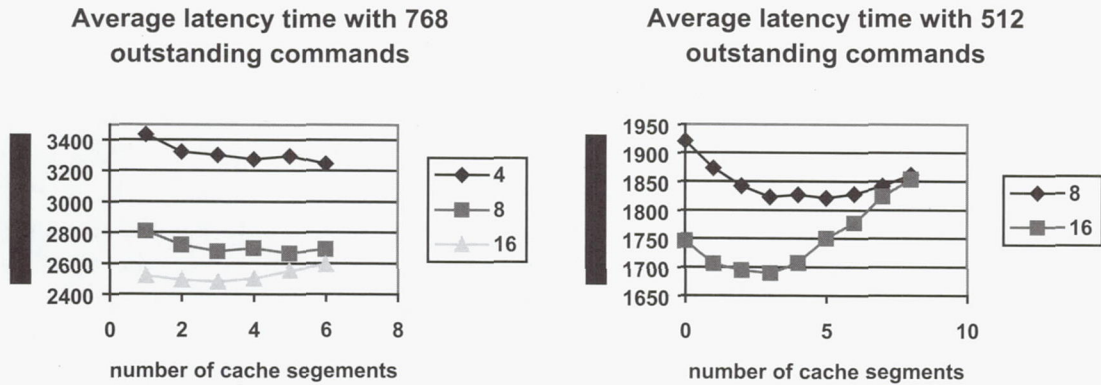 Average latency time with 768
outstanding commands
3400
3200
3000
2800
2600
2400
0 2 4 6 8
number of cache segements
4
8
16
Average latency time with 512
outstanding commands
1950
1900
1850
1800
1750
1700
1650
0 5 10
number of cache segments
8
16